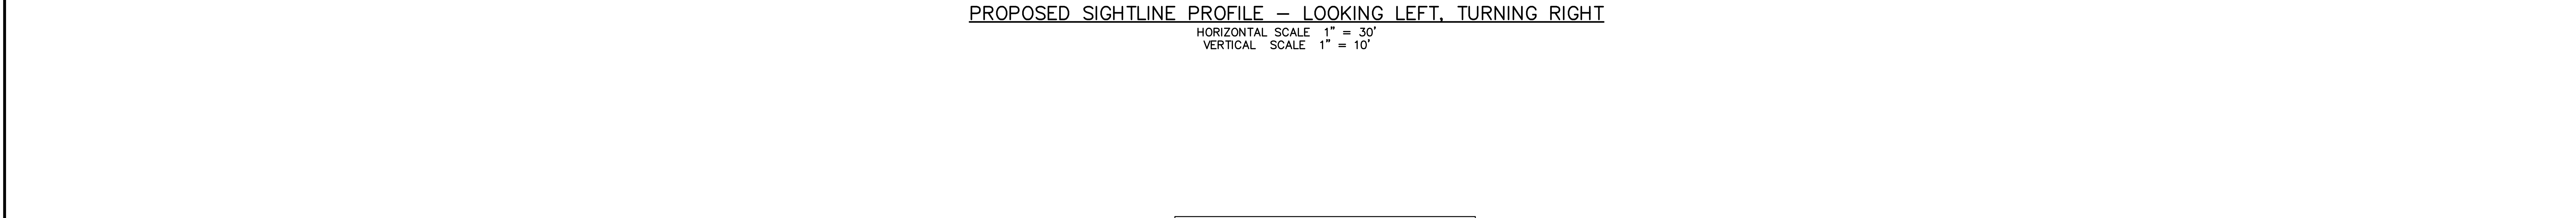 PROPOSED SIGHTLINE PROFILE – LOOKING LEFT, TURNING RIGHT
HORIZONTAL SCALE 1" = 30'
VERTICAL SCALE 1" = 10'